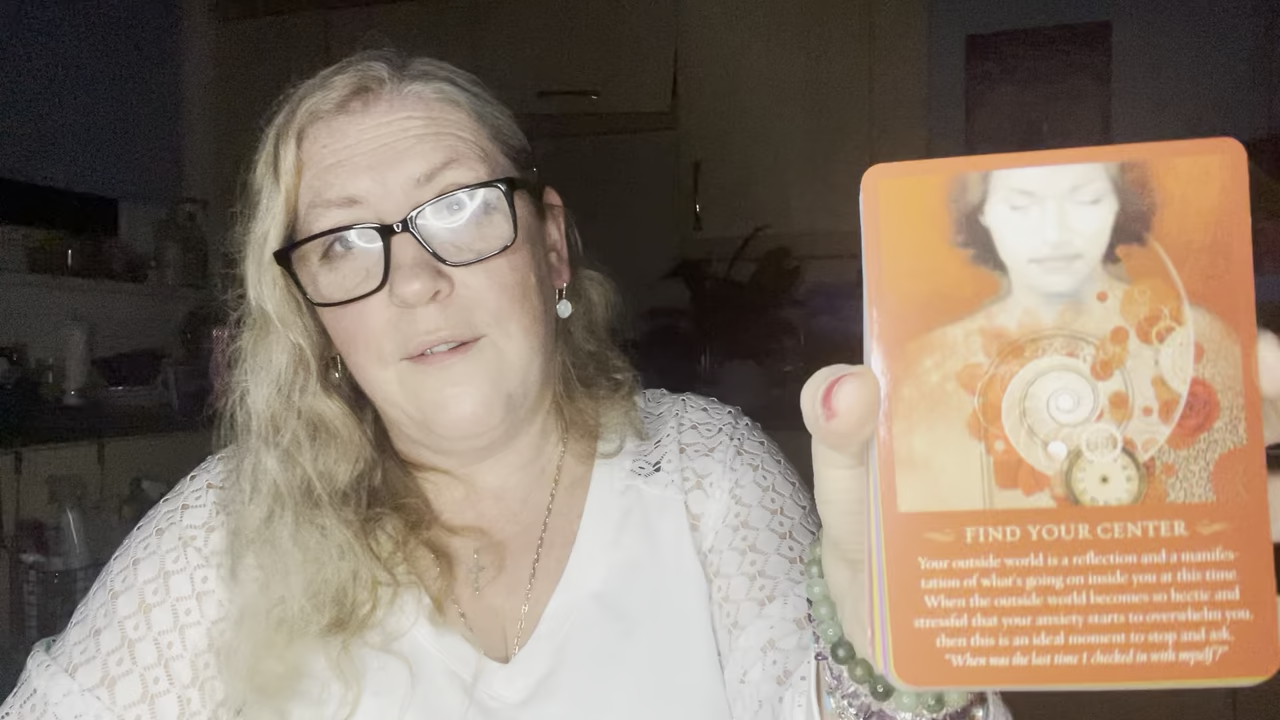 FIND YOUR CENTER
Your outside world is a reflection and a manifes-
tation of what's going on inside you at this time.
When the outside world becomes so hectic and
stressful that your anxiety starts to overwhelm you,
then this is an ideal moment to stop and ask,
"When was the last time I checked in with myself?"